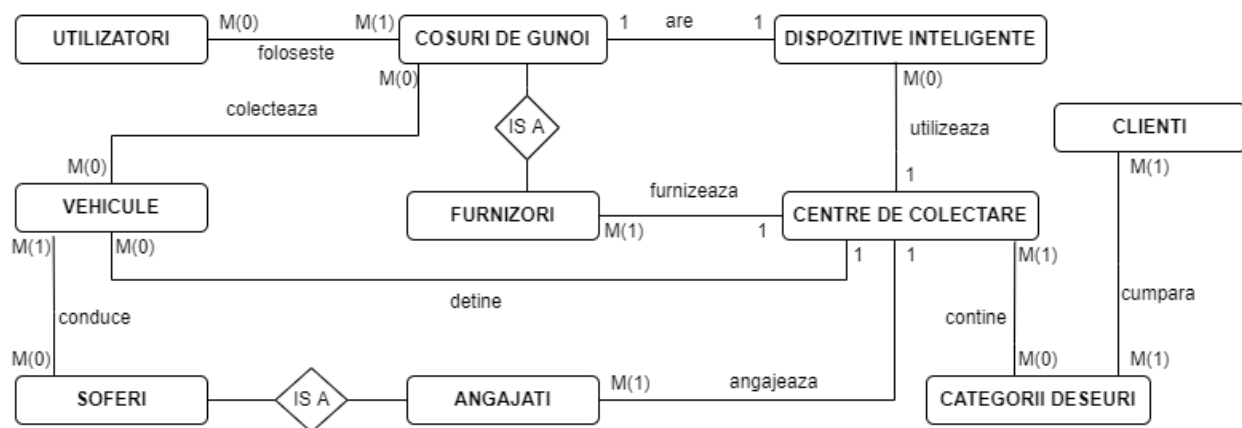 UTILIZATORI
M(0)
M(1)
foloseste
COSURI DE GUNOI
1
are
1
DISPOZITIVE INTELIGENTE
M(0)
M(0)
colecteaza
IS A
utilizeaza
CLIENTI
M(1)
M(0)
1
VEHICULE
FURNIZORI
furnizeaza
M(1)
1
CENTRE DE COLECTARE
M(1)
M(0)
1
1
M(1)
detine
cumpara
conduce
contine
M(0)
M(0)
M(1)
SOFERI
IS A
ANGAJATI
M(1)
angajeaza
CATEGORII DESEURI